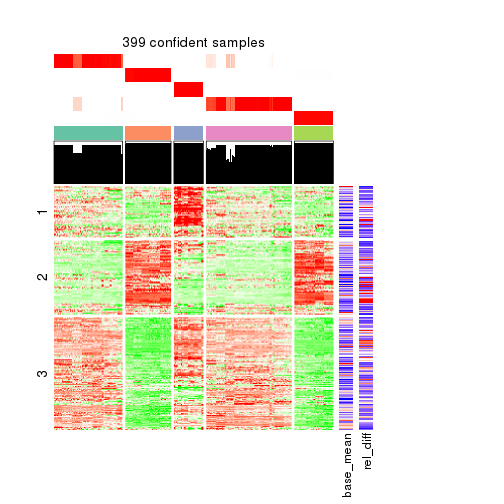 399 confident samples
1
2
3
base_mean
rel_diff